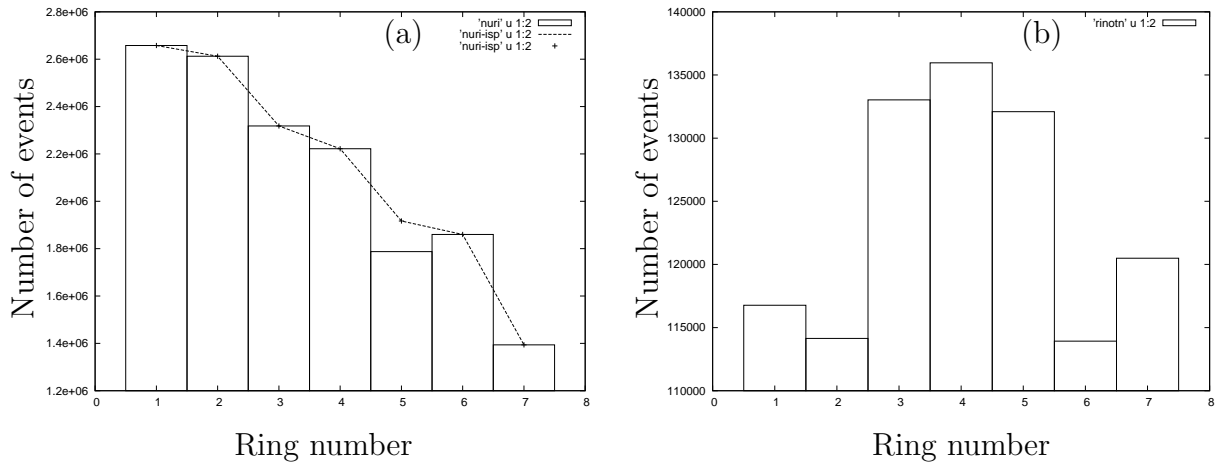 (a)
'nuri' u 1:2
'nuri-isp' u 1:2
'nuri-isp' u 1:2
2.8e+06
2.6e+06
2.4e+06
2.2e+06
2e+06
1.8e+06
1.6e+06
1.4e+06
1.2e+06
Number of events
0 1 2 3 4 5 6 7 8
Ring number
(b)
'rinotn' u 1:2
140000
135000
130000
125000
120000
115000
110000
Number of events
0 1 2 3 4 5 6 7 8
Ring number